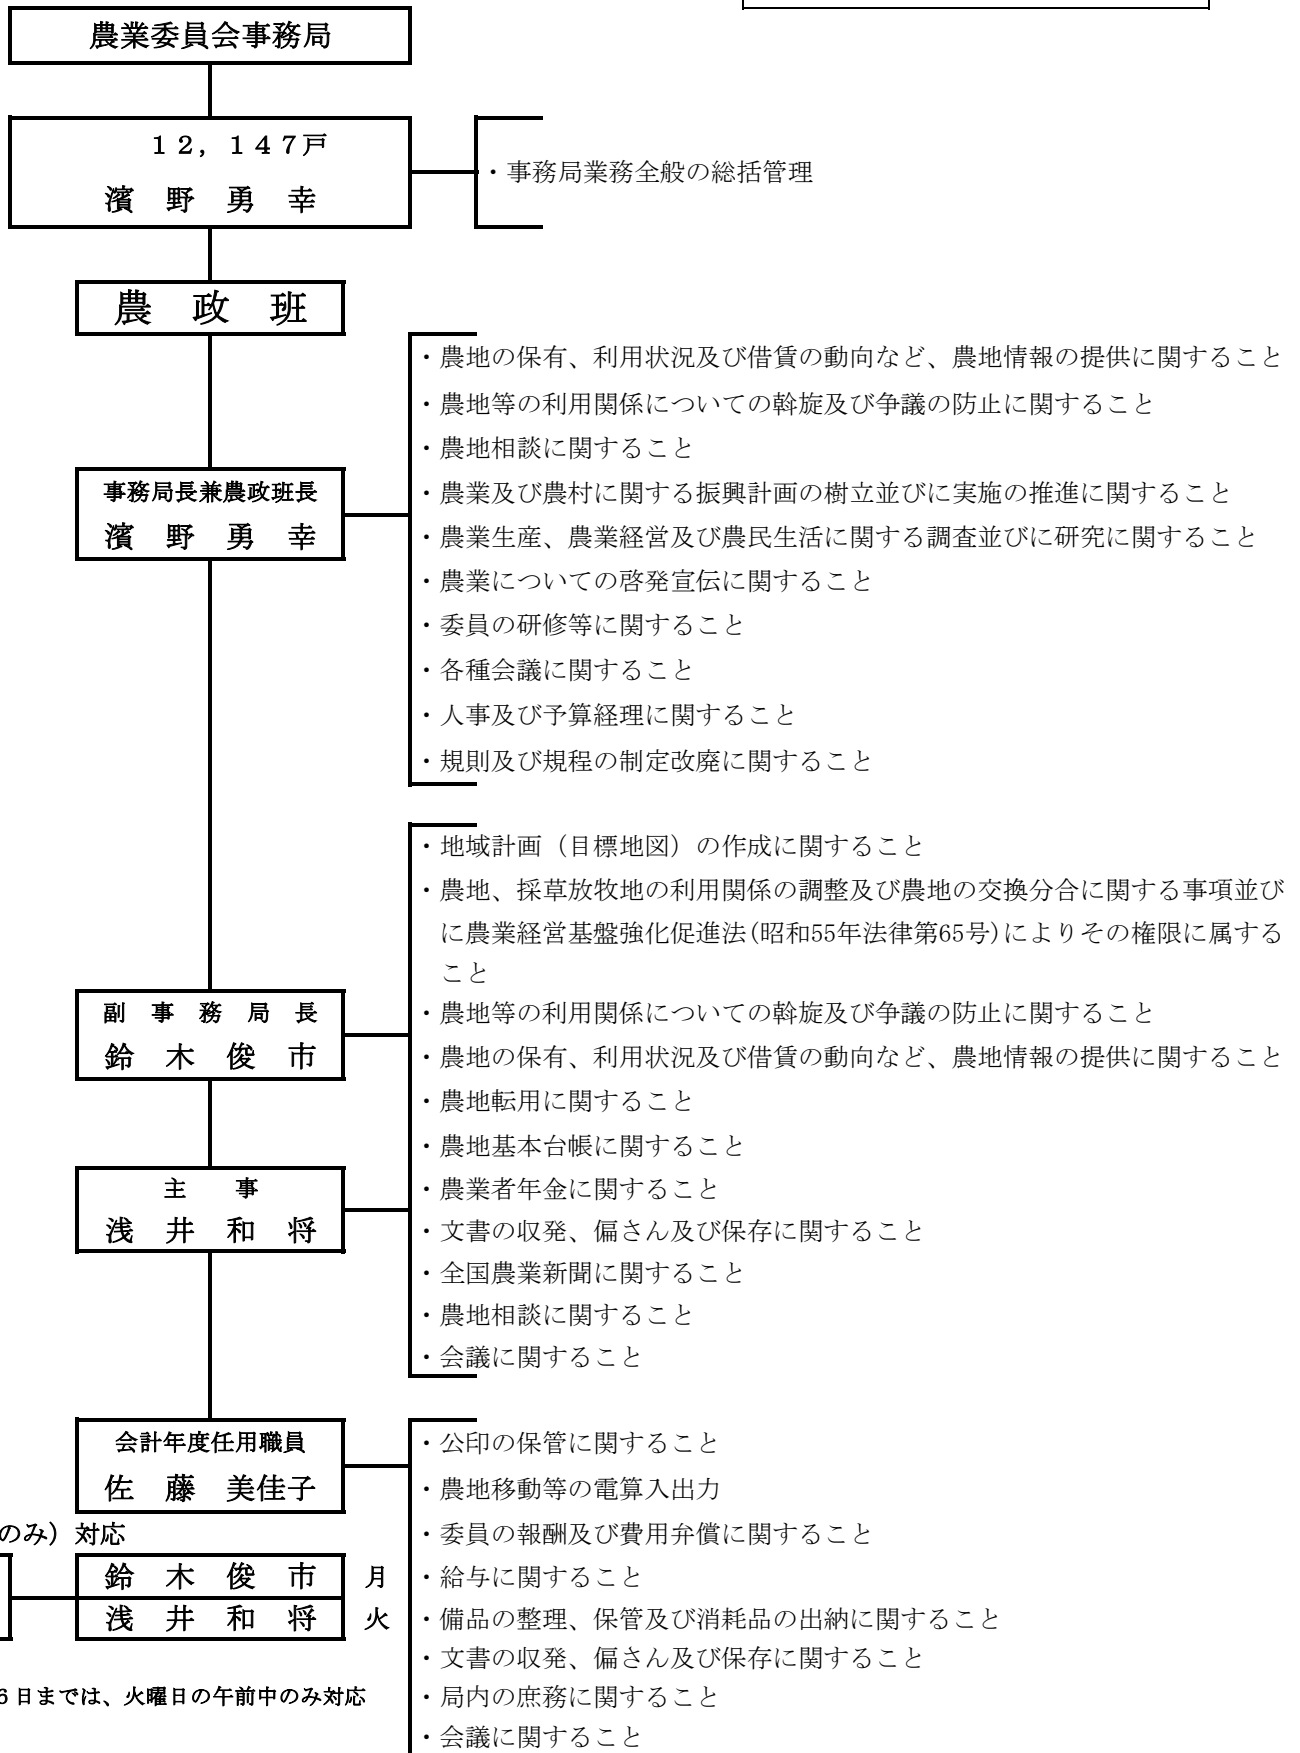 農業委員会事務局
１２，１４７戸
濱野勇幸
・事務局業務全般の総括管理
農政班
・農地の保有、利用状況及び借賃の動向など、農地情報の提供に関すること
・農地等の利用関係についての斡旋及び争議の防止に関すること
・農地相談に関すること
事務局長兼農政班長
濱野勇幸
・農業及び農村に関する振興計画の樹立並びに実施の推進に関すること
・農業生産、農業経営及び農民生活に関する調査並びに研究に関すること
・農業についての啓発宣伝に関すること
・委員の研修等に関すること
・各種会議に関すること
・人事及び予算経理に関すること
・規則及び規程の制定改廃に関すること
・地域計画（目標地図）の作成に関すること
・農地、採草放牧地の利用関係の調整及び農地の交換分合に関する事項並び
に農業経営基盤強化促進法(昭和55年法律第65号)によりその権限に属する
こと
副事務局長
鈴木俊市
・農地等の利用関係についての斡旋及び争議の防止に関すること
・農地の保有、利用状況及び借賃の動向など、農地情報の提供に関すること
・農地転用に関すること
・農地基本台帳に関すること
主事
浅井和将
・農業者年金に関すること
・文書の収発、偏さん及び保存に関すること
・全国農業新聞に関すること
・農地相談に関すること
・会議に関すること
会計年度任用職員
佐藤美佳子
・公印の保管に関すること
・農地移動等の電算入出力
・委員の報酬及び費用弁償に関すること
・給与に関すること
・備品の整理、保管及び消耗品の出納に関すること
・文書の収発、偏さん及び保存に関すること
・局内の庶務に関すること
・会議に関すること
のみ）対応
鈴木俊市 月
浅井和将 火
６日までは、火曜日の午前中のみ対応